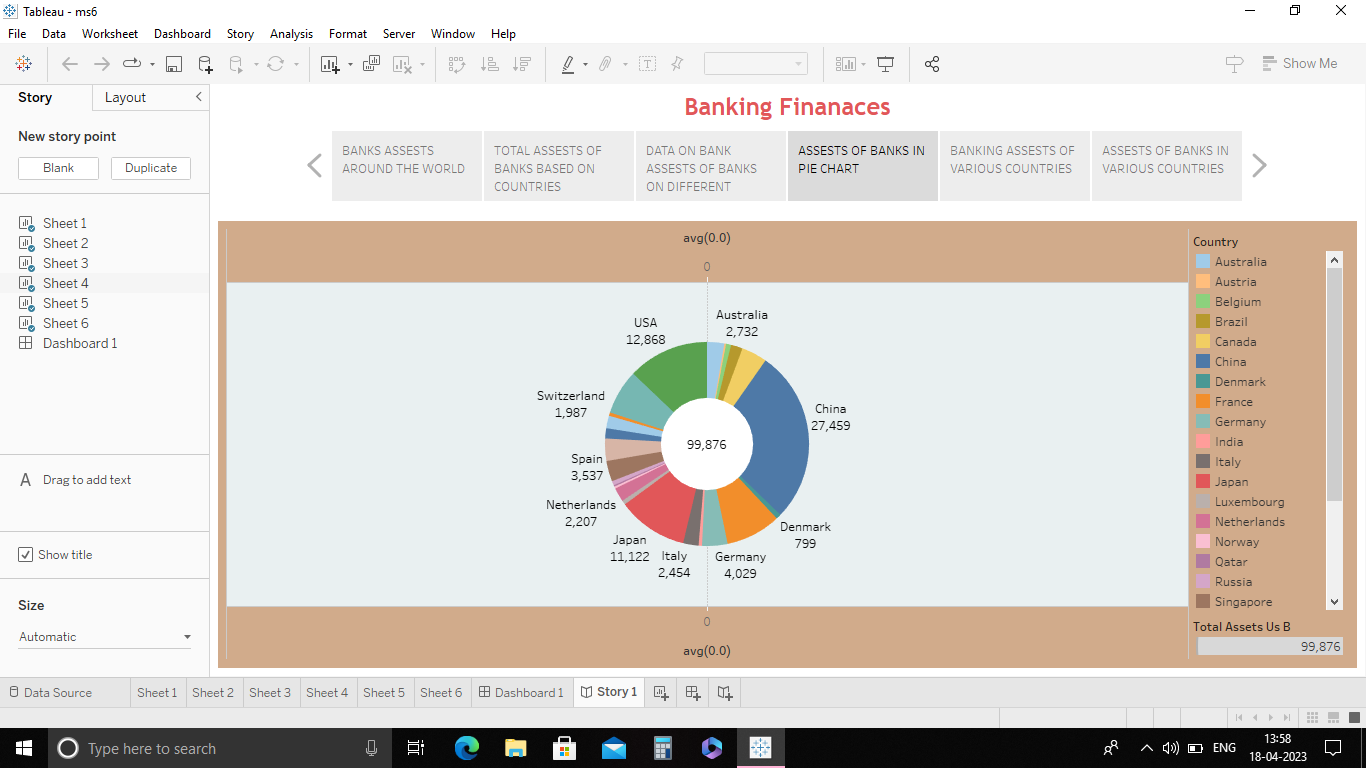 Tableau - ms6
File Data Worksheet Dashboard Story Analysis Format Server Window Help
Show Me
Story Layout
New story point
Blank Duplicate
Sheet 1
Sheet 2
Sheet 3
Sheet 4
Sheet 5
Sheet 6
Dashboard 1
A Drag to add text
Show title
Size
Automatic
Banking Finanaces
BANKS ASSESTS
AROUND THE WORLD
TOTAL ASSESTS OF
BANKS BASED ON
COUNTRIES
DATA ON BANK
ASSESTS OF BANKS
ON DIFFERENT
ASSESTS OF BANKS IN
PIE CHART
BANKING ASSESTS OF
VARIOUS COUNTRIES
ASSESTS OF BANKS IN
VARIOUS COUNTRIES
avg(0.0)
0
USA
12,868
Australia
2,732
Switzerland
1,987
China
27,459
99,876
Spain
3,537
Netherlands
2,207
Denmark
799
Japan
11,122
Italy
2,454
Germany
4,029
0
avg(0.0)
Country
Australia
Austria
Belgium
Brazil
Canada
China
Denmark
France
Germany
India
Italy
Japan
Luxembourg
Netherlands
Norway
Qatar
Russia
Singapore
Total Assets Us B
99,876
Data Source Sheet 1 Sheet 2 Sheet 3 Sheet 4 Sheet 5 Sheet 6 Dashboard 1 Story 1
Type here to search
ENG
13:58
18-04-2023